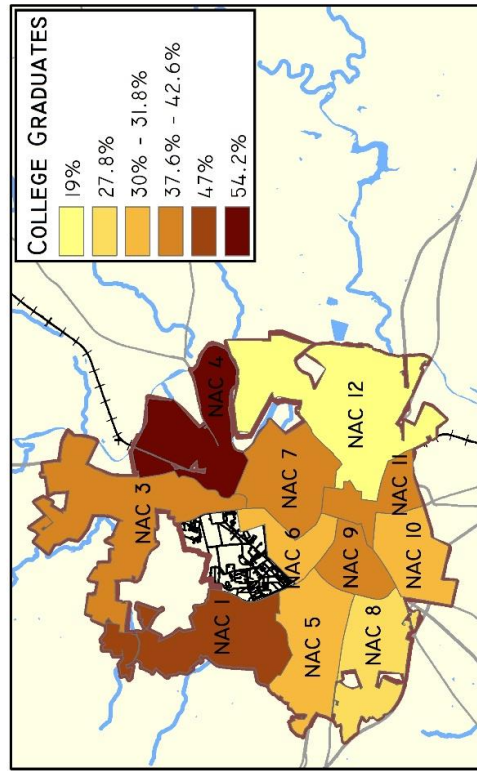 COLLEGE GRADUATES
19%
27.8%
30% - 31.8%
37.6% - 42.6%
47%
54.2%
NAC 3
NAC 4
NAC 1
NAC 7
NAC 6
NAC 12
NAC 5
NAC 9
NAC 11
NAC 8
NAC 10